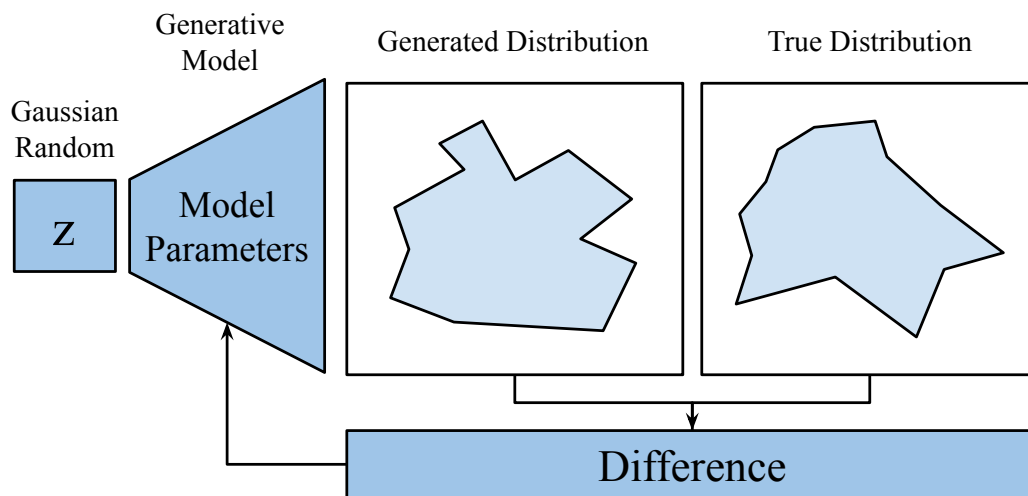 Generative
Model
Generated Distribution
True Distribution
Gaussian
Random
z
Model
Parameters
Difference